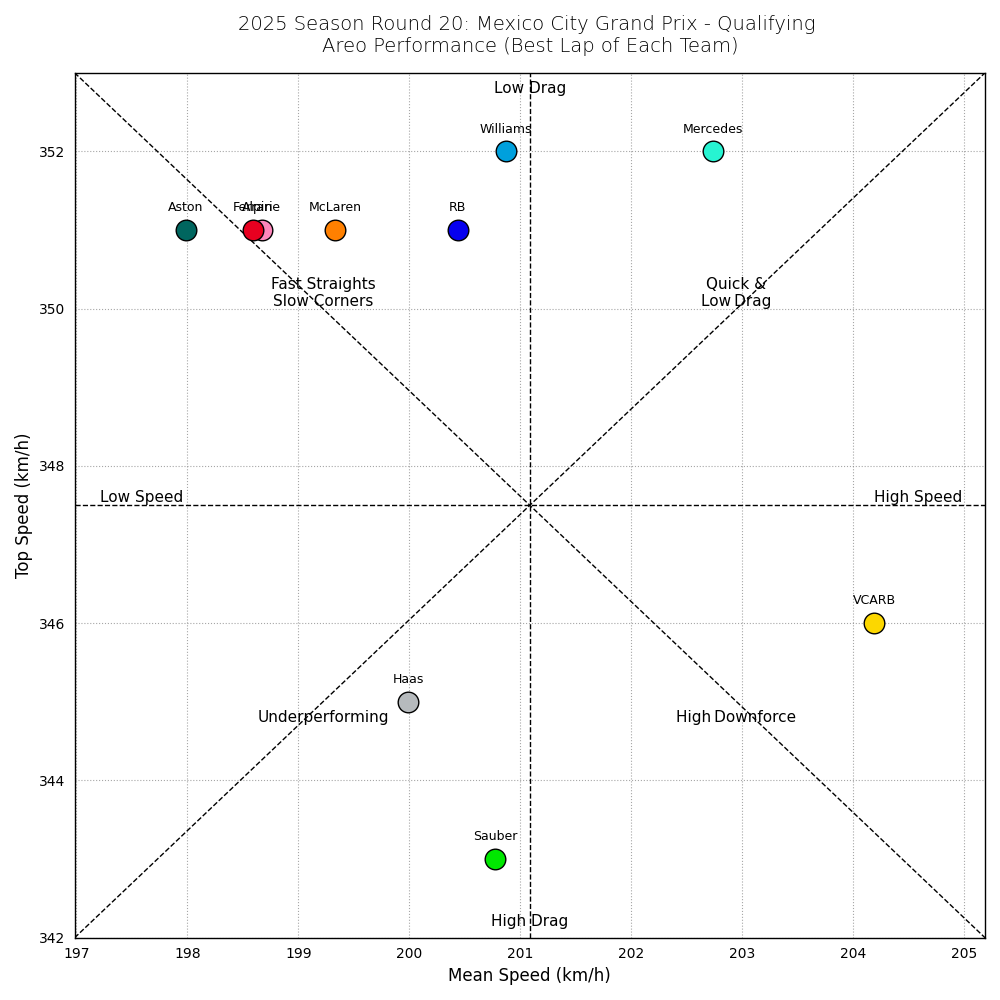 2025 Season Round 20: Mexico City Grand Prix - Qualifying
Areo Performance (Best Lap of Each Team)
Low Drag
Williams
Mercedes
352
Aston
Ferrari
Alpine
McLaren
RB
Fast Straights
Slow Corners
Quick &
Low Drag
350
348
Low Speed
High Speed
Top Speed (km/h)
VCARB
346
Haas
Underperforming
High Downforce
344
Sauber
High Drag
342
197
198
199
200
201
202
203
204
205
Mean Speed (km/h)